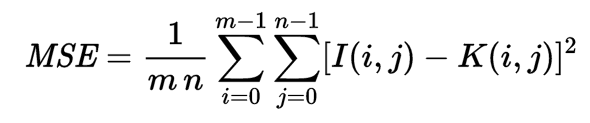 $MSE = \frac{1}{m\,n} \sum_{i=0}^{m-1} \sum_{j=0}^{n-1} [I(i,j) - K(i,j)]^2$